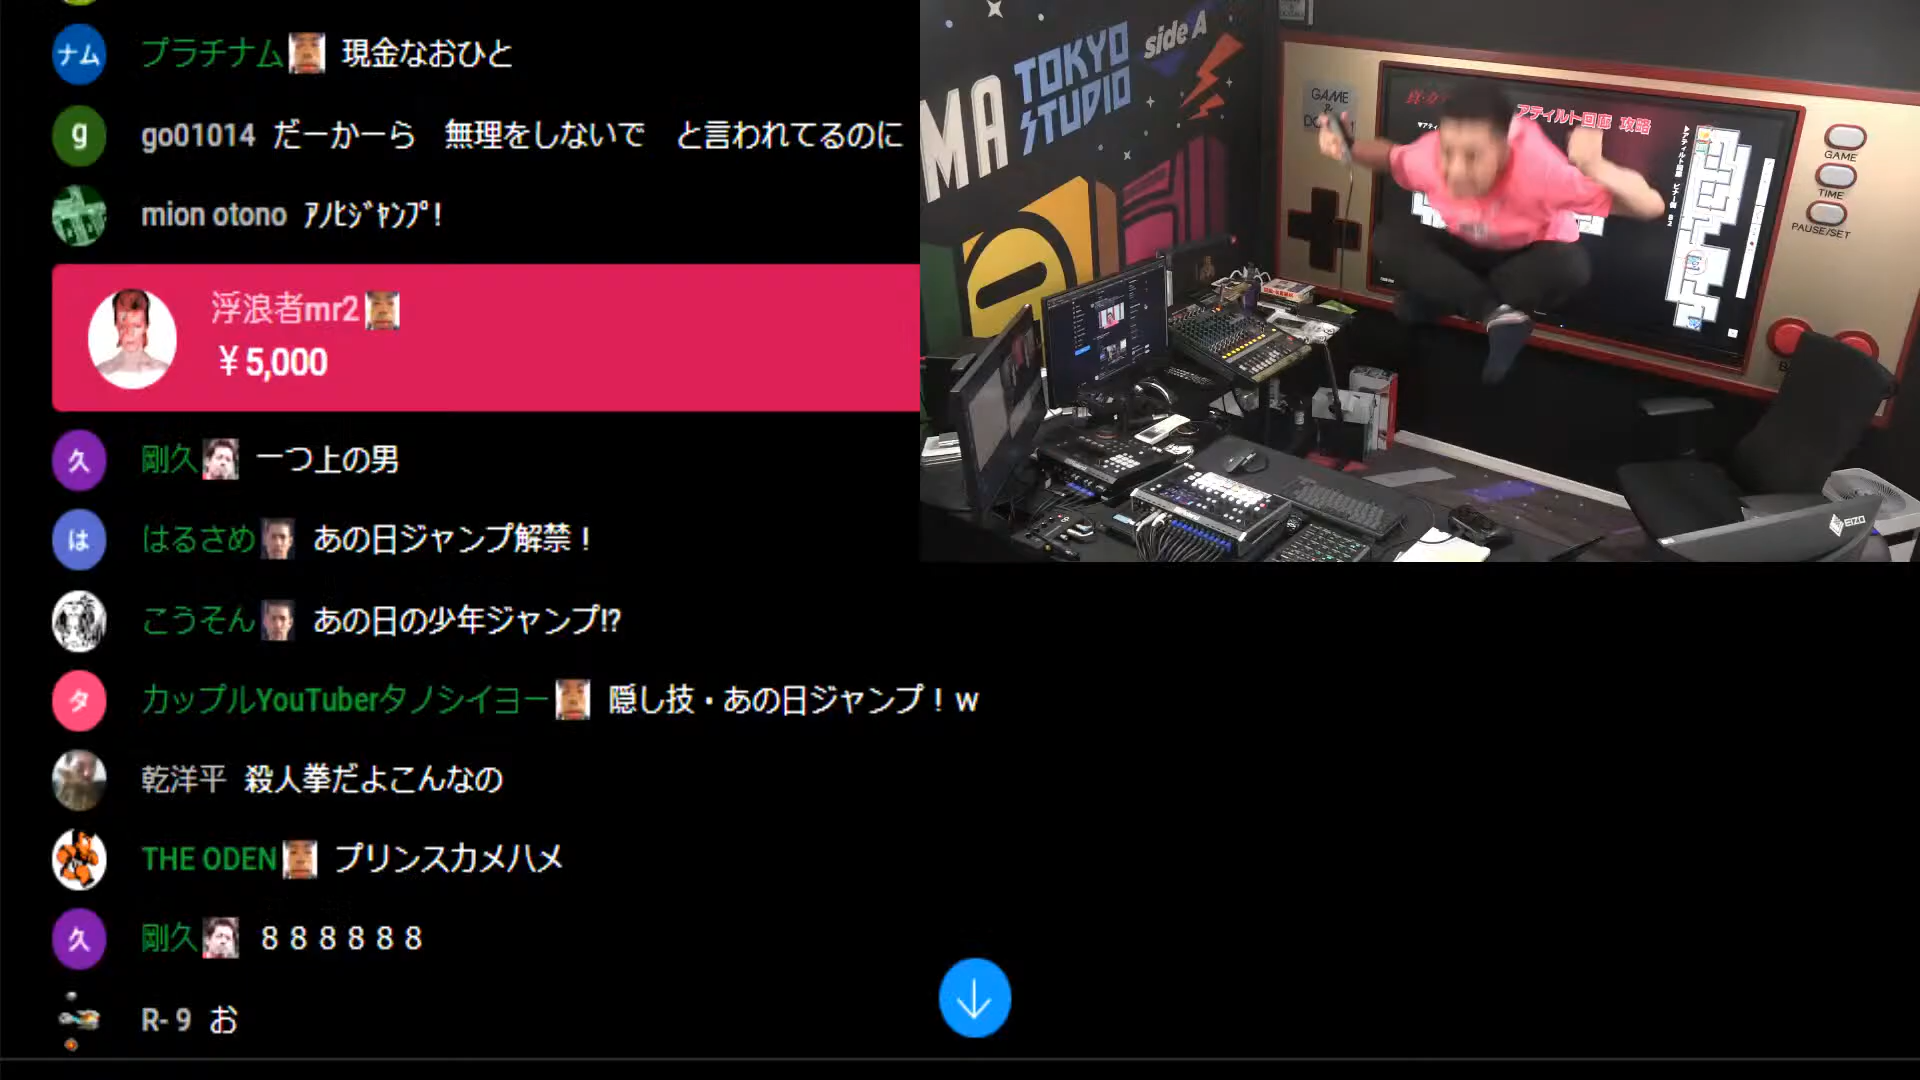 ナム プラチナム 現金なおひと
g go01014 だーかーら 無理をしないで と言われてるのに
mion otono ｱﾉﾋｼﾞｬﾝﾌﾟ！
浮浪者mr2
￥5,000
久 剛久 一つ上の男
は はるさめ あの日ジャンプ解禁！
こうそん あの日の少年ジャンプ!?
タ カップルYouTuberタノシイヨー 隠し技・あの日ジャンプ！w
乾洋平 殺人拳だよこんなの
THE ODEN プリンスカメハメ
久 剛久 ８８８８８８
R-9 お
MA
TOKYO
STUDIO
side A
GAME
&
アティルト回廊 攻略
GAME
TIME
PAUSE/SET
EIZO